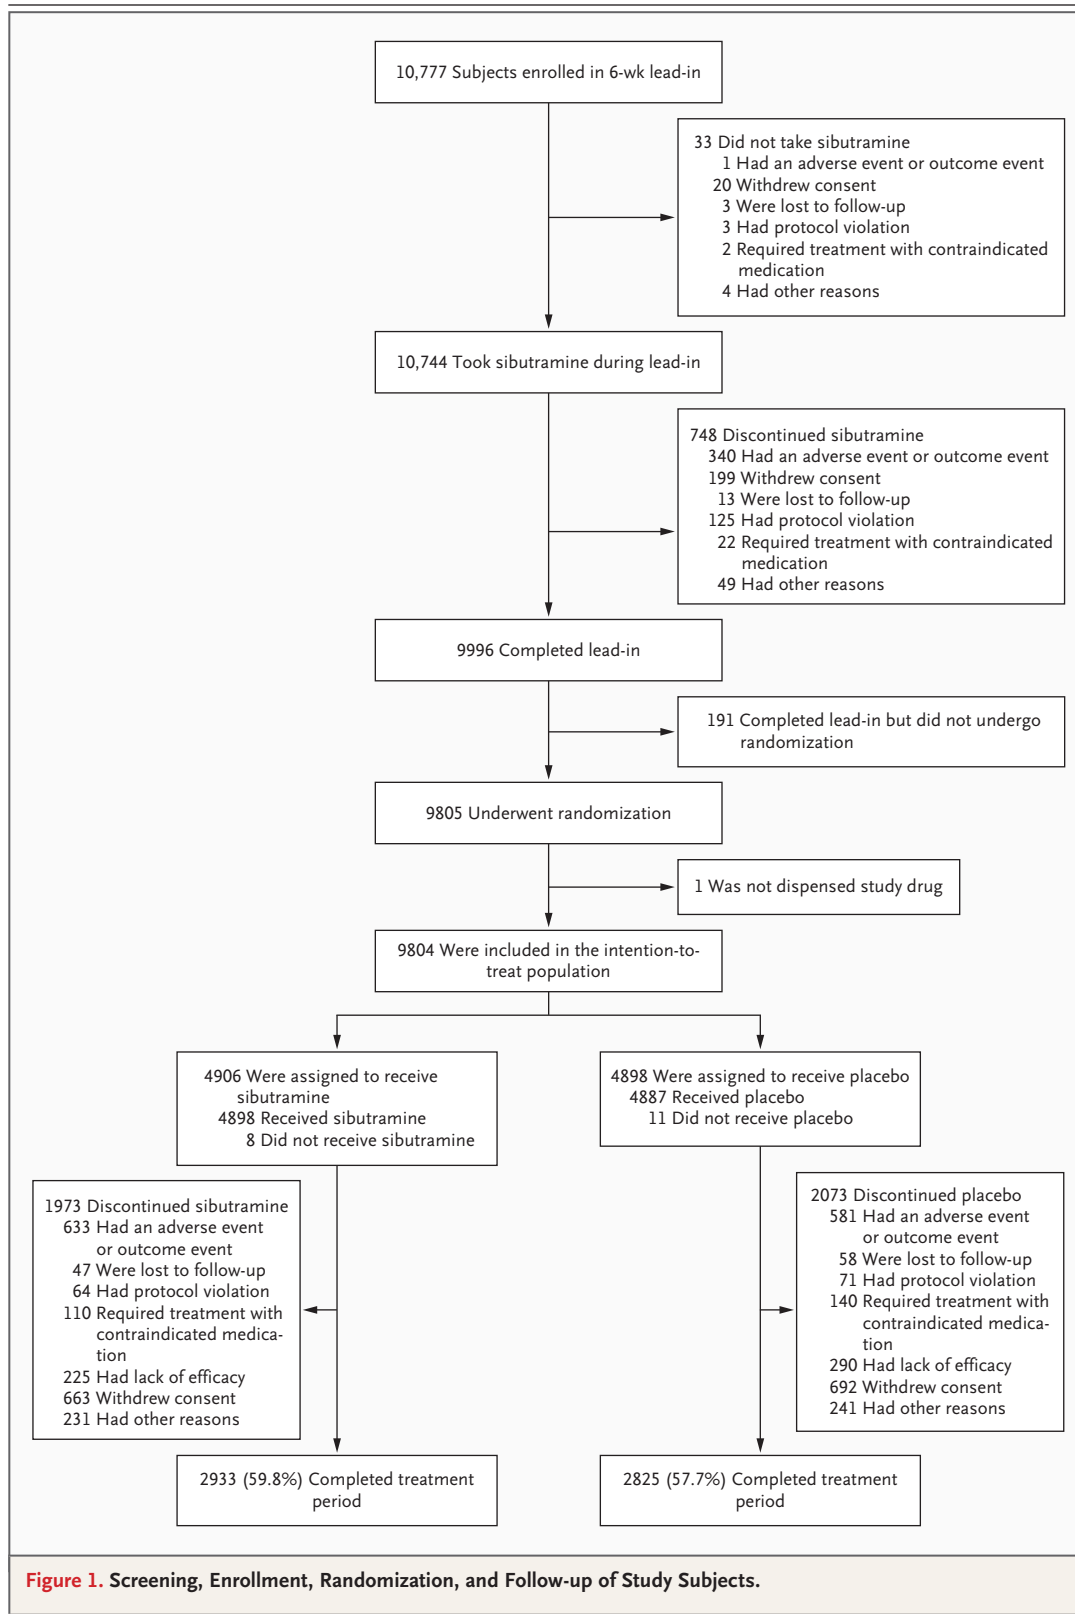 10,777 Subjects enrolled in 6-wk lead-in
33 Did not take sibutramine
1 Had an adverse event or outcome event
20 Withdrew consent
3 Were lost to follow-up
3 Had protocol violation
2 Required treatment with contraindicated
medication
4 Had other reasons
10,744 Took sibutramine during lead-in
748 Discontinued sibutramine
340 Had an adverse event or outcome event
199 Withdrew consent
13 Were lost to follow-up
125 Had protocol violation
22 Required treatment with contraindicated
medication
49 Had other reasons
9996 Completed lead-in
191 Completed lead-in but did not undergo
randomization
9805 Underwent randomization
1 Was not dispensed study drug
9804 Were included in the intention-to-
treat population
4906 Were assigned to receive
sibutramine
4898 Received sibutramine
8 Did not receive sibutramine
4898 Were assigned to receive placebo
4887 Received placebo
11 Did not receive placebo
1973 Discontinued sibutramine
633 Had an adverse event
or outcome event
47 Were lost to follow-up
64 Had protocol violation
110 Required treatment with
contraindicated medica-
tion
225 Had lack of efficacy
663 Withdrew consent
231 Had other reasons
2073 Discontinued placebo
581 Had an adverse event
or outcome event
58 Were lost to follow-up
71 Had protocol violation
140 Required treatment with
contraindicated medica-
tion
290 Had lack of efficacy
692 Withdrew consent
241 Had other reasons
2933 (59.8%) Completed treatment
period
2825 (57.7%) Completed treatment
period
Figure 1. Screening, Enrollment, Randomization, and Follow-up of Study Subjects.